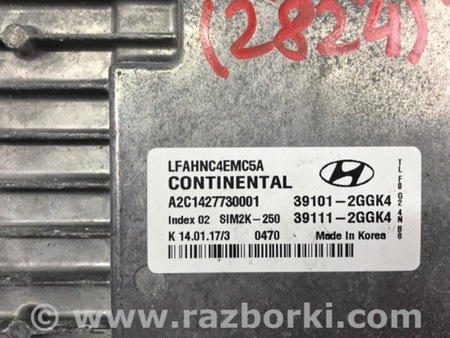 (2824)
LFAHNC4EMC5A
CONTINENTAL
A2C1427730001 39101-2GGK4
Index 02 SIM2K-250 39111-2GGK4
K 14.01.17/3 0470 Made in Korea
TLF0G24NB8
© www.razborki.com